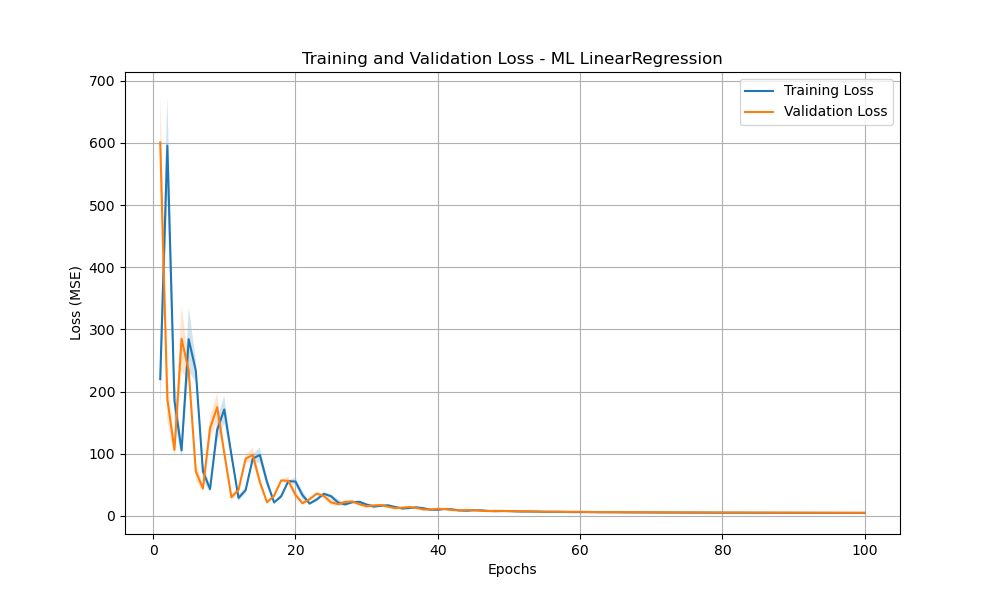 Training and Validation Loss - ML LinearRegression
Training Loss
Validation Loss
Loss (MSE)
700
600
500
400
300
200
100
0
0 20 40 60 80 100
Epochs